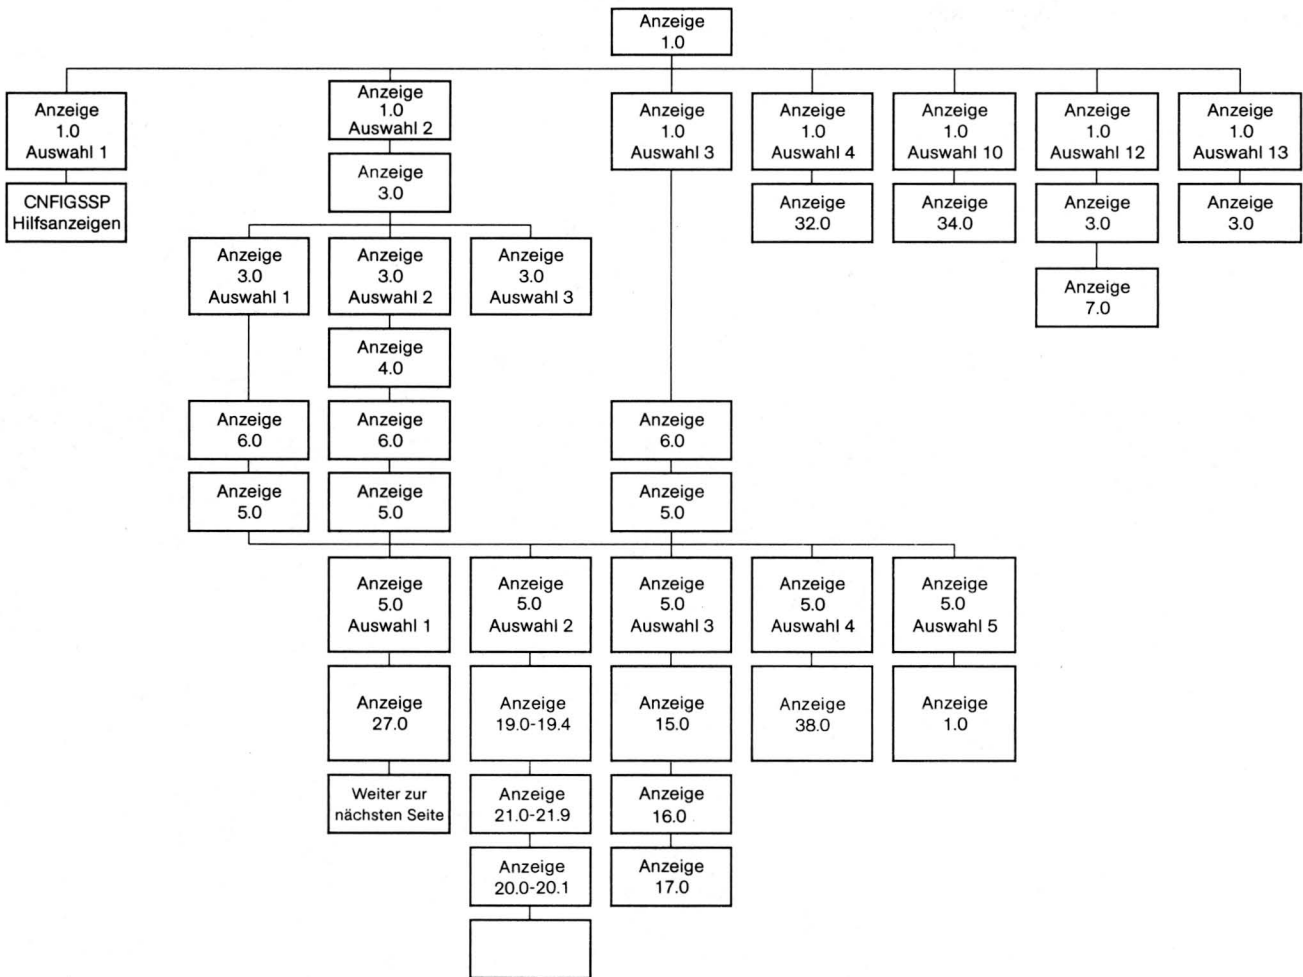 Anzeige
1.0
Anzeige
1.0
Auswahl 1
Anzeige
1.0
Auswahl 2
Anzeige
1.0
Auswahl 3
Anzeige
1.0
Auswahl 4
Anzeige
1.0
Auswahl 10
Anzeige
1.0
Auswahl 12
Anzeige
1.0
Auswahl 13
CNFIGSSP
Hilfsanzeigen
Anzeige
3.0
Anzeige
32.0
Anzeige
34.0
Anzeige
3.0
Anzeige
3.0
Anzeige
3.0
Auswahl 1
Anzeige
3.0
Auswahl 2
Anzeige
3.0
Auswahl 3
Anzeige
7.0
Anzeige
4.0
Anzeige
6.0
Anzeige
6.0
Anzeige
6.0
Anzeige
5.0
Anzeige
5.0
Anzeige
5.0
Anzeige
5.0
Auswahl 1
Anzeige
5.0
Auswahl 2
Anzeige
5.0
Auswahl 3
Anzeige
5.0
Auswahl 4
Anzeige
5.0
Auswahl 5
Anzeige
27.0
Anzeige
19.0-19.4
Anzeige
15.0
Anzeige
38.0
Anzeige
1.0
Weiter zur
nächsten Seite
Anzeige
21.0-21.9
Anzeige
16.0
Anzeige
20.0-20.1
Anzeige
17.0